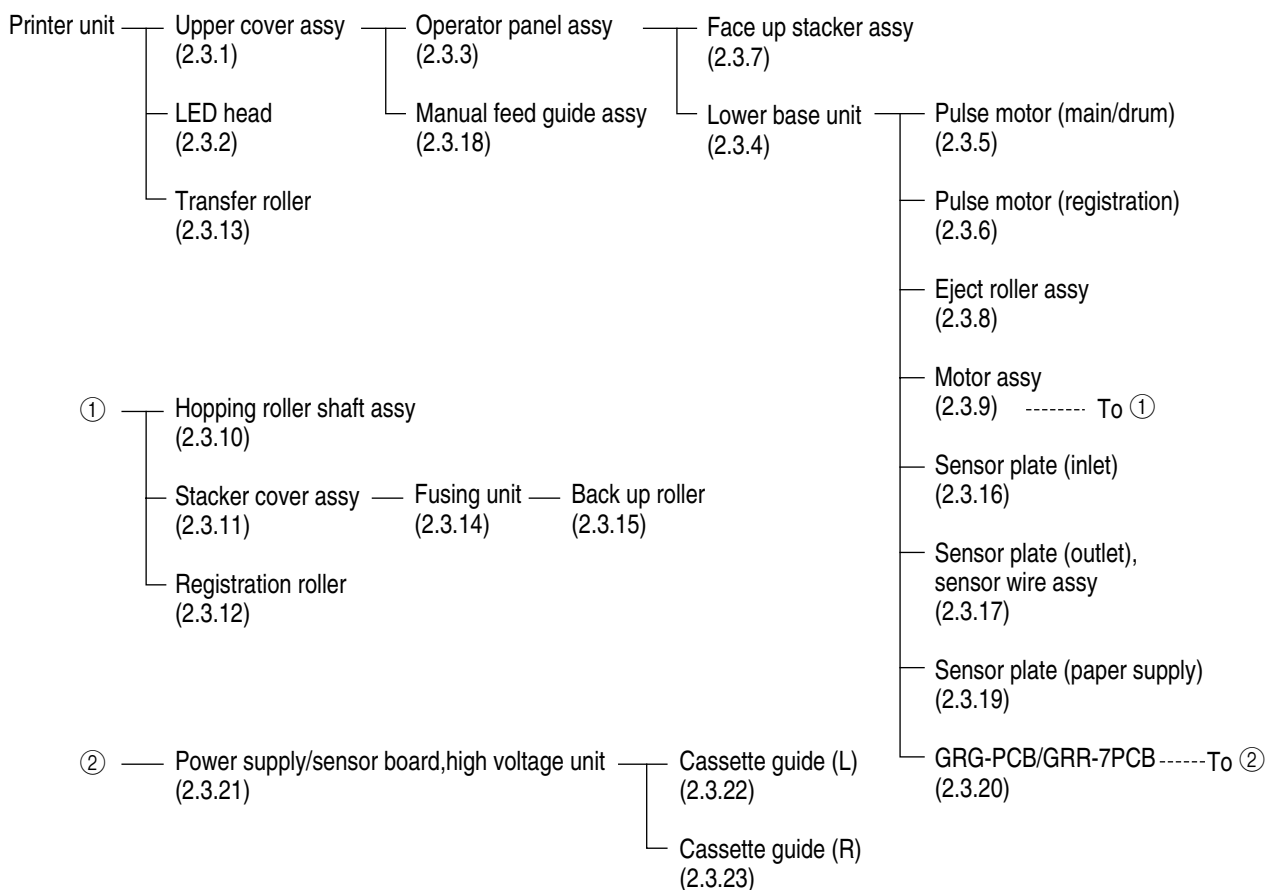 Printer unit
Upper cover assy
(2.3.1)
Operator panel assy
(2.3.3)
Face up stacker assy
(2.3.7)
LED head
(2.3.2)
Manual feed guide assy
(2.3.18)
Lower base unit
(2.3.4)
Pulse motor (main/drum)
(2.3.5)
Transfer roller
(2.3.13)
Pulse motor (registration)
(2.3.6)
Eject roller assy
(2.3.8)
Motor assy
(2.3.9) -------- To ①
① Hopping roller shaft assy
(2.3.10)
Sensor plate (inlet)
(2.3.16)
Stacker cover assy
(2.3.11)
Fusing unit
(2.3.14)
Back up roller
(2.3.15)
Sensor plate (outlet),
sensor wire assy
(2.3.17)
Registration roller
(2.3.12)
Sensor plate (paper supply)
(2.3.19)
GRG-PCB/GRR-7PCB ------To ②
(2.3.20)
② Power supply/sensor board,high voltage unit
(2.3.21)
Cassette guide (L)
(2.3.22)
Cassette guide (R)
(2.3.23)